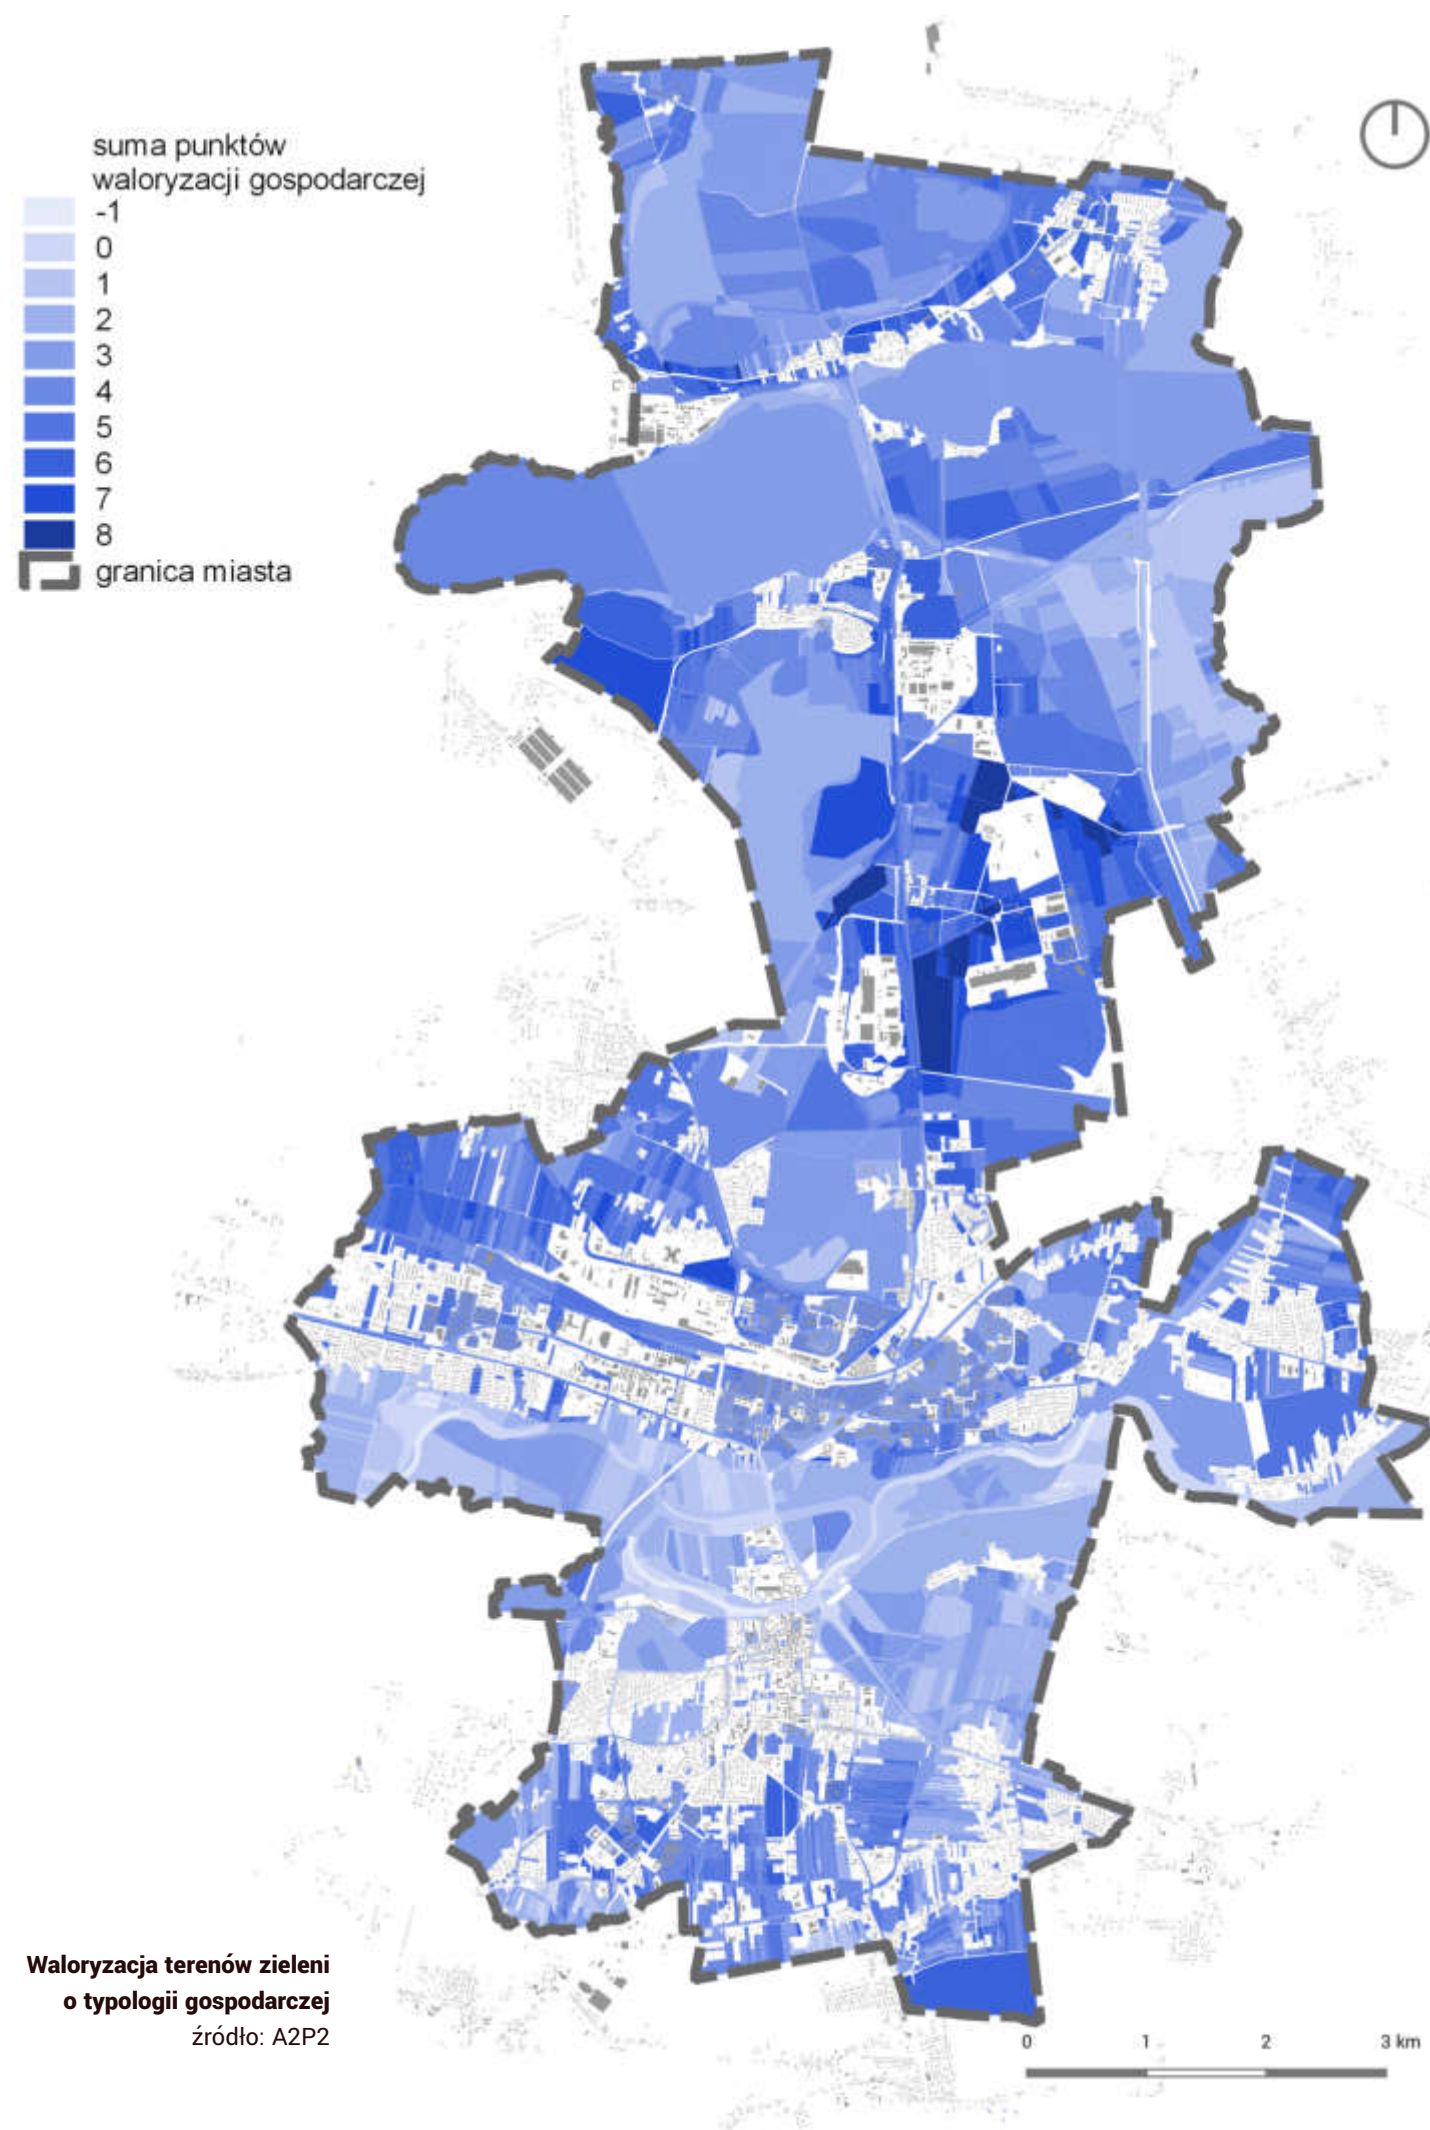 suma punktów
waloryzacji gospodarczej
-1
0
1
2
3
4
5
6
7
8
granica miasta
Waloryzacja terenów zieleni
o typologii gospodarczej
źródło: A2P2
0 1 2 3 km